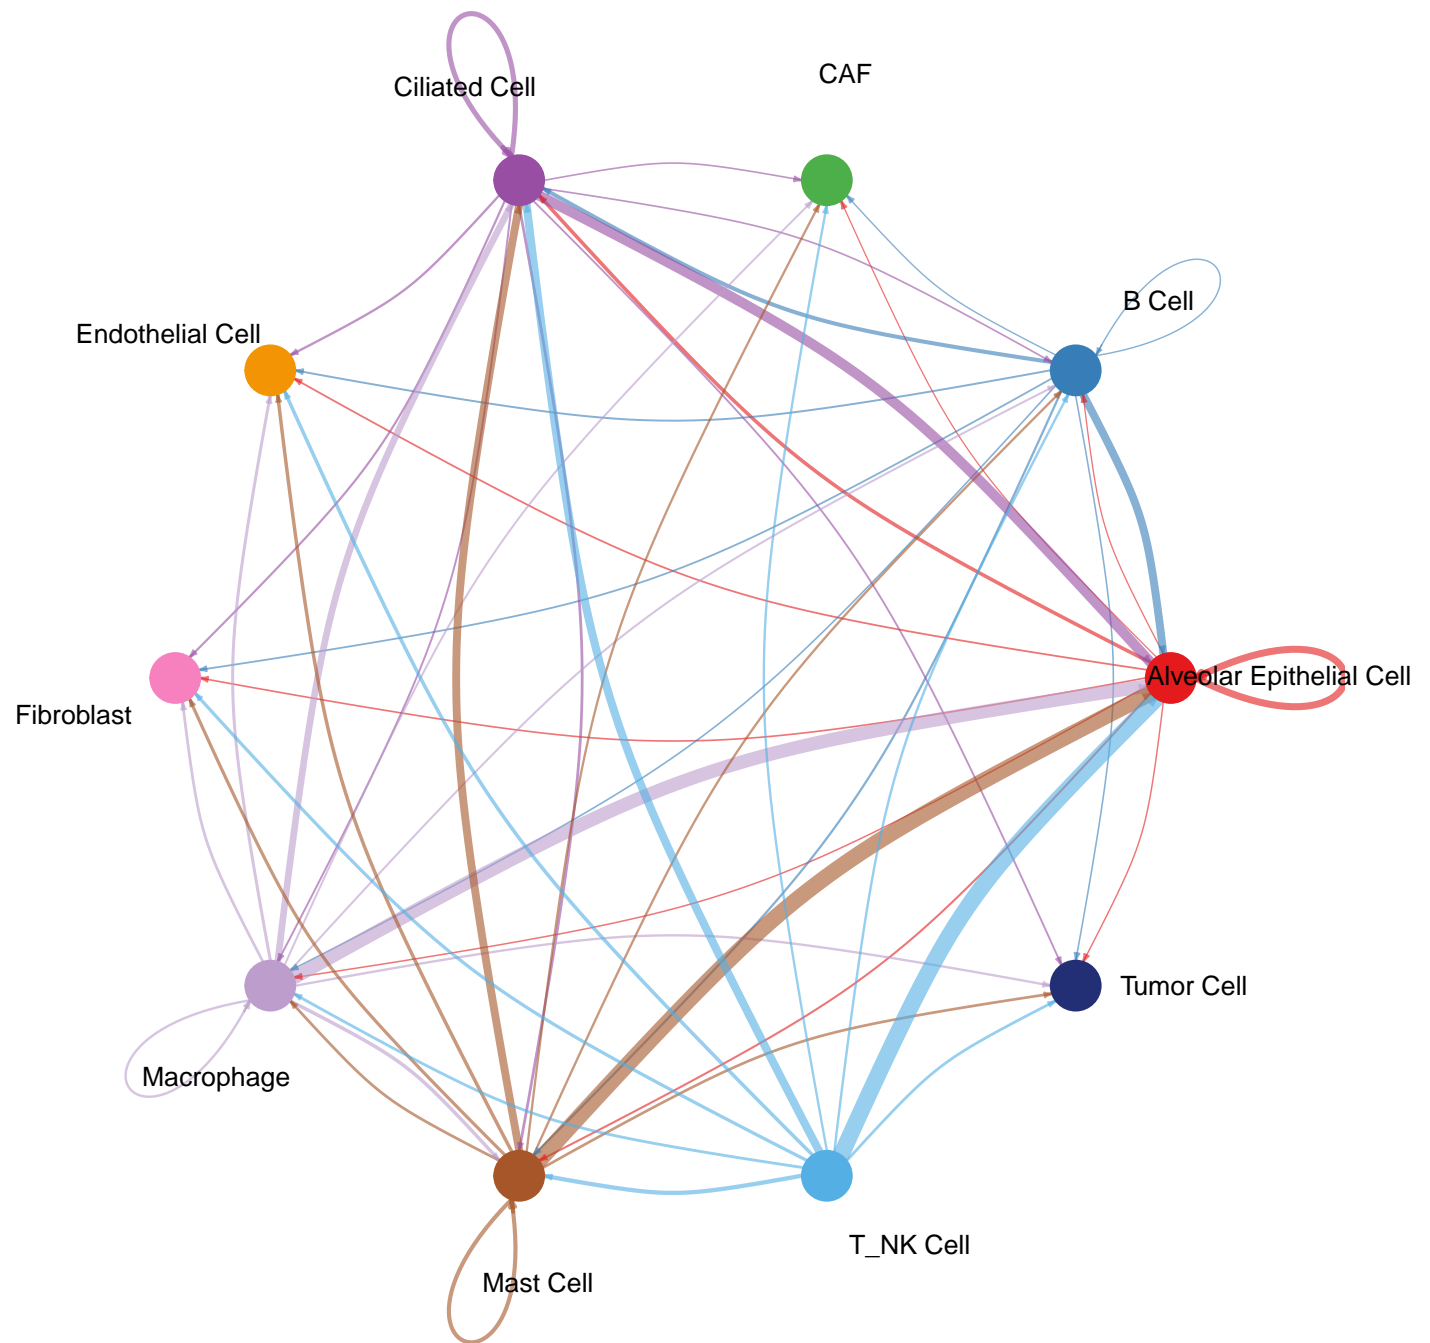 CAF
Ciliated Cell
B Cell
Endothelial Cell
Alveolar Epithelial Cell
Fibroblast
Tumor Cell
Macrophage
T_NK Cell
Mast Cell